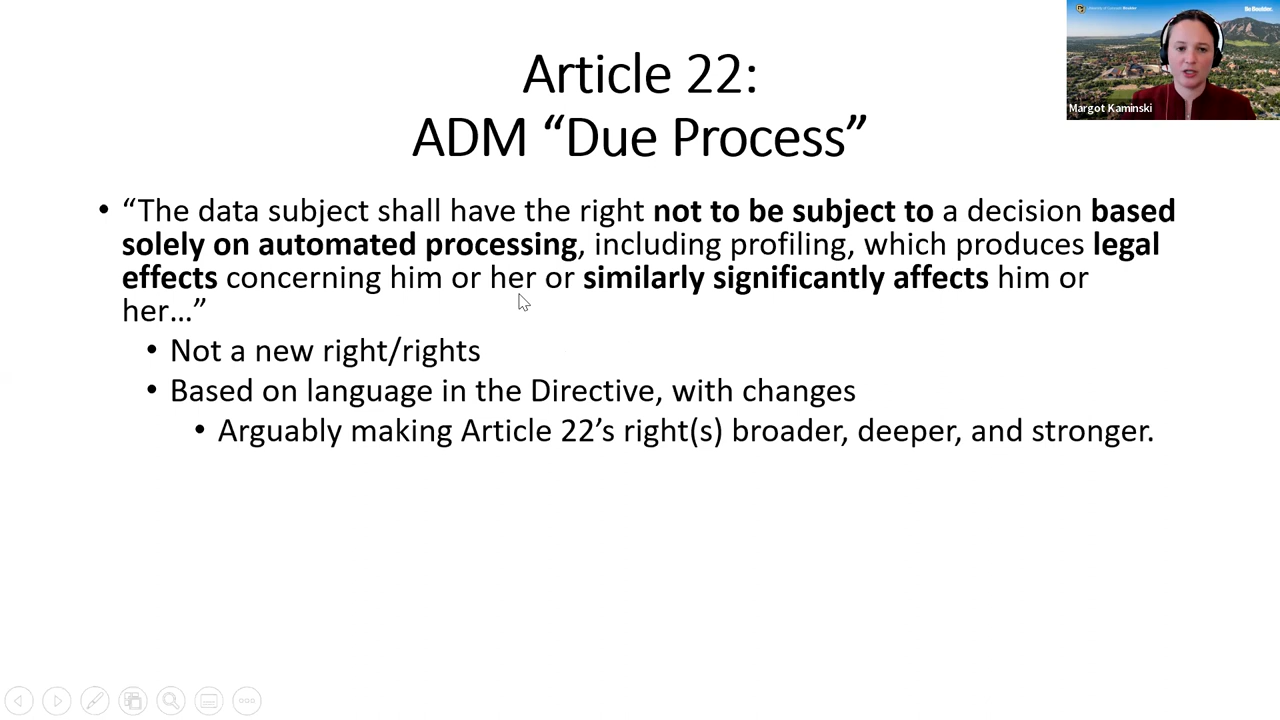 Article 22:
ADM “Due Process”
Margot Kaminski
• “The data subject shall have the right not to be subject to a decision based
solely on automated processing, including profiling, which produces legal
effects concerning him or her or similarly significantly affects him or
her…”
• Not a new right/rights
• Based on language in the Directive, with changes
• Arguably making Article 22’s right(s) broader, deeper, and stronger.